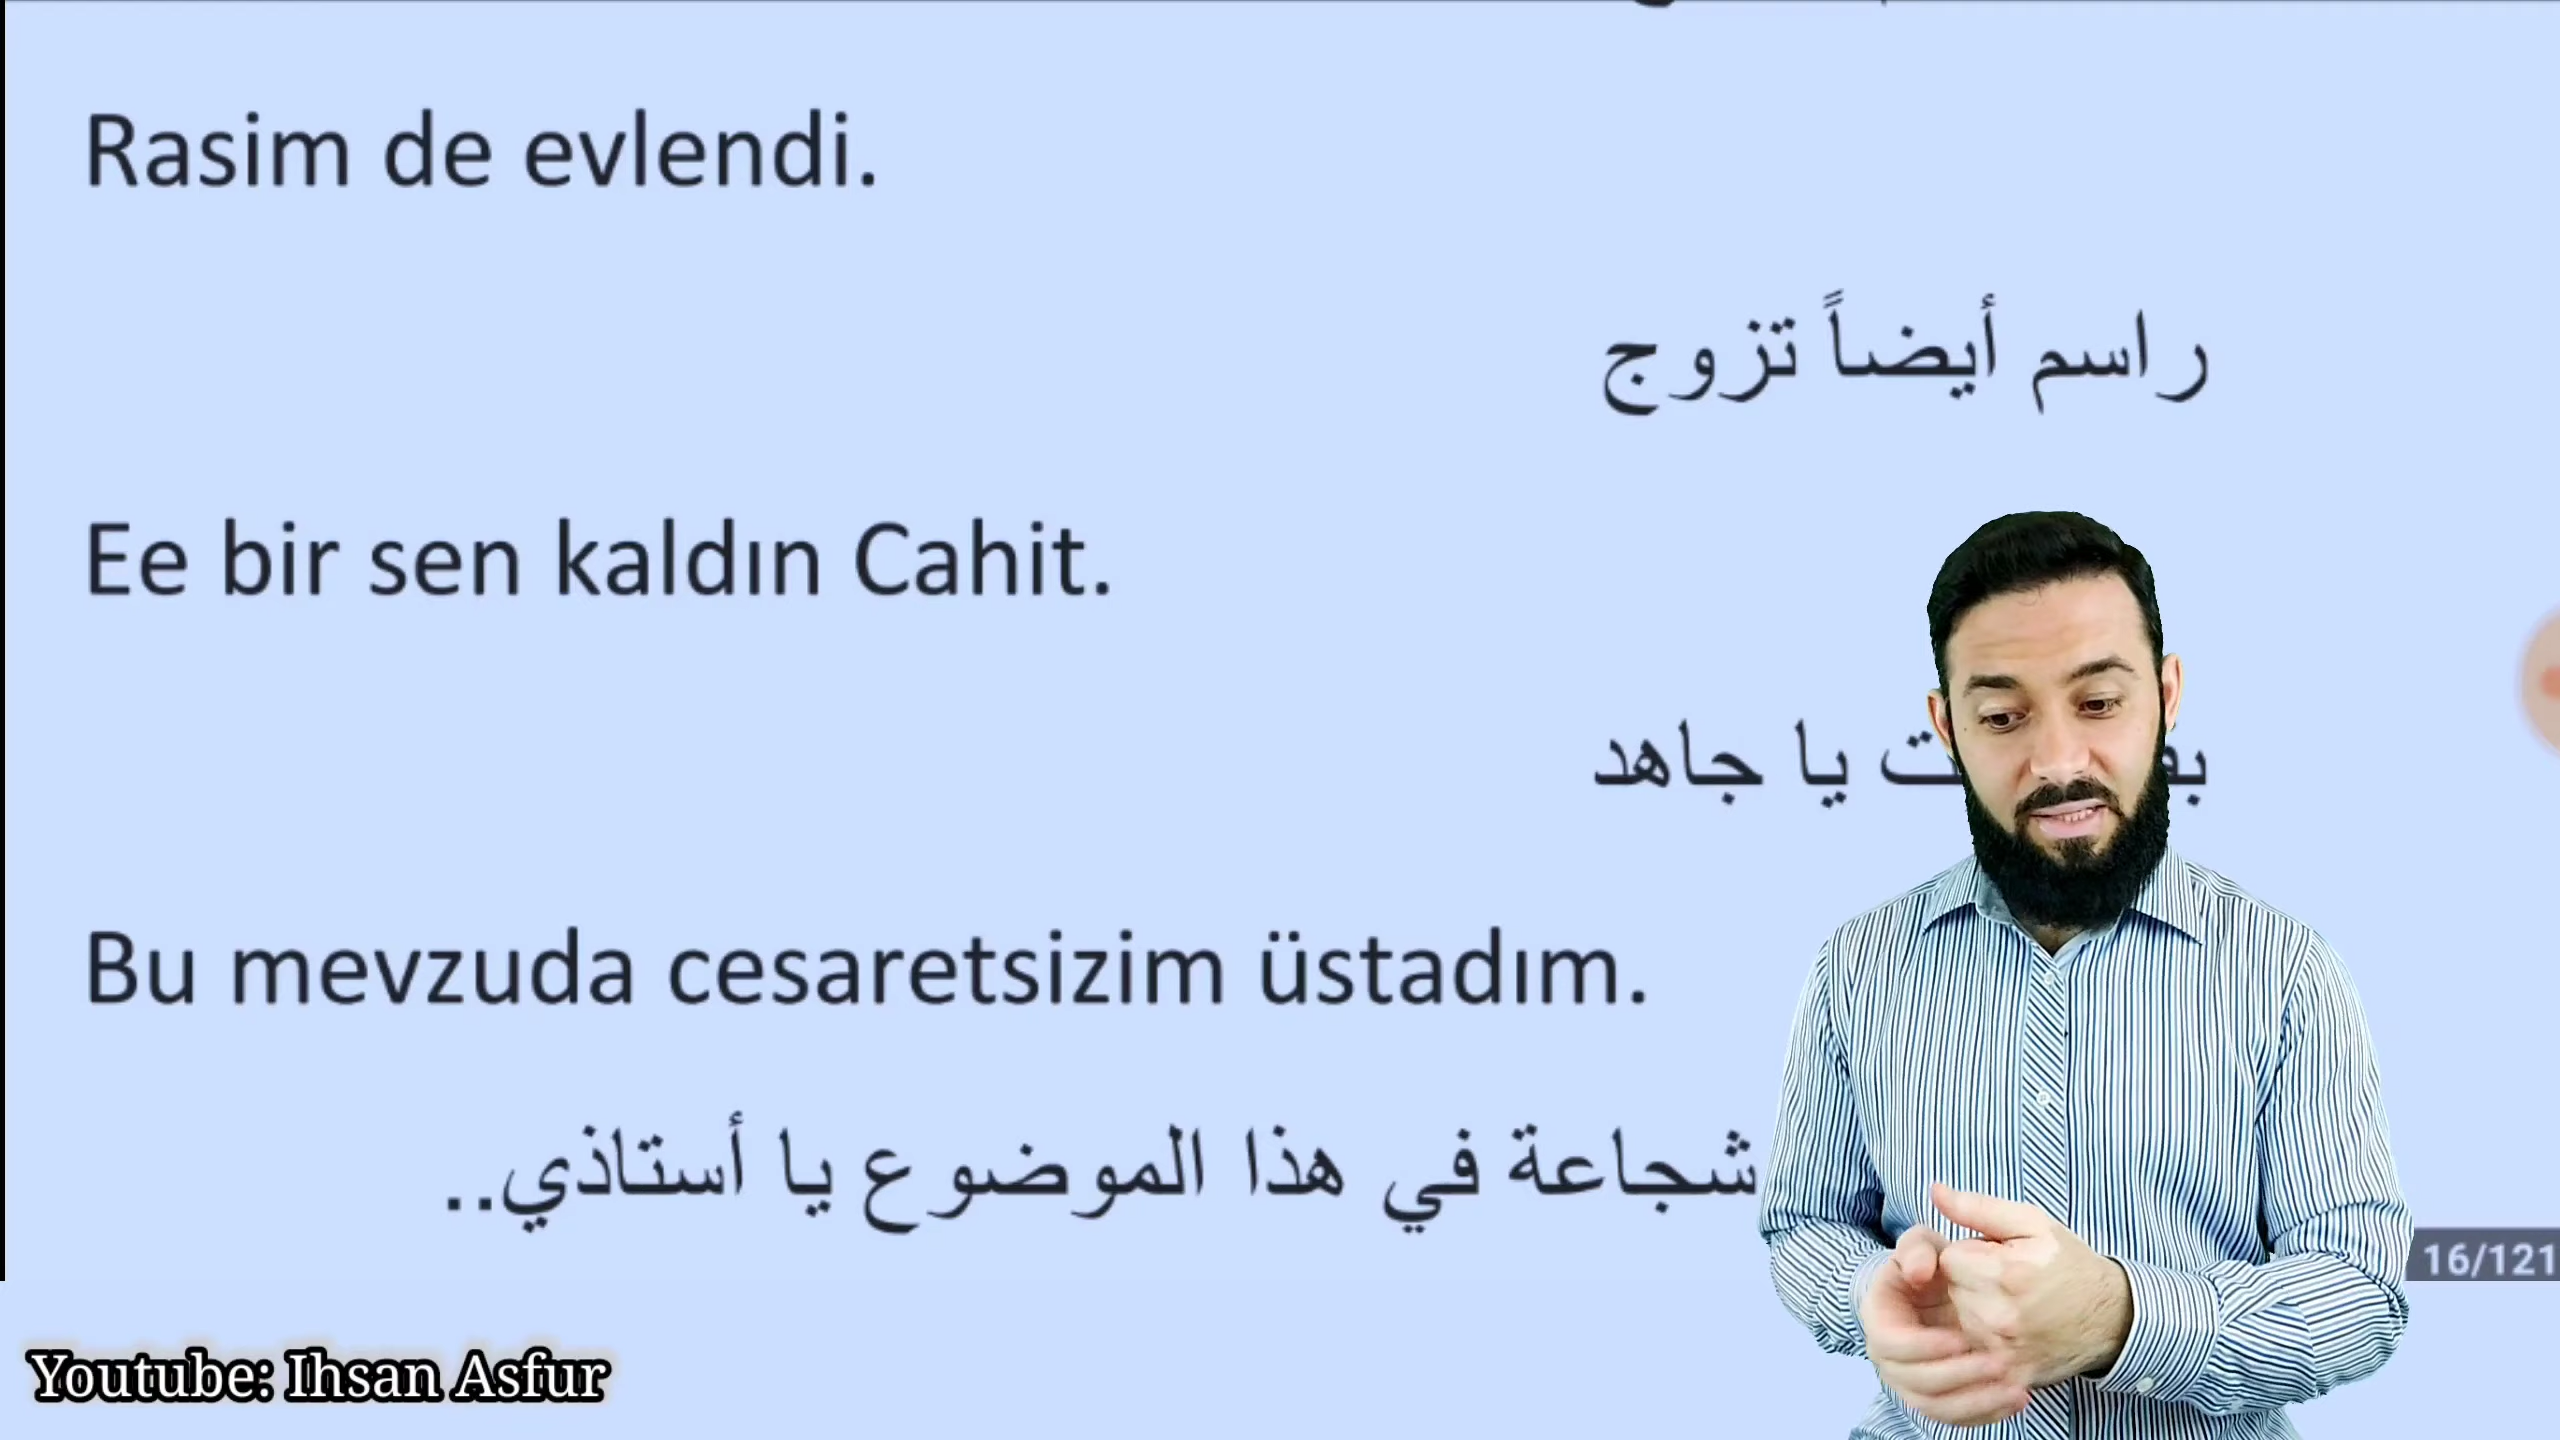 Rasim de evlendi.
راسم أيضاً تزوج
Ee bir sen kaldın Cahit.
يا جاهد
Bu mevzuda cesaretsizim üstadım.
شجاعة في هذا الموضوع يا أستاذي..
16/121
Youtube: Ihsan Asfur